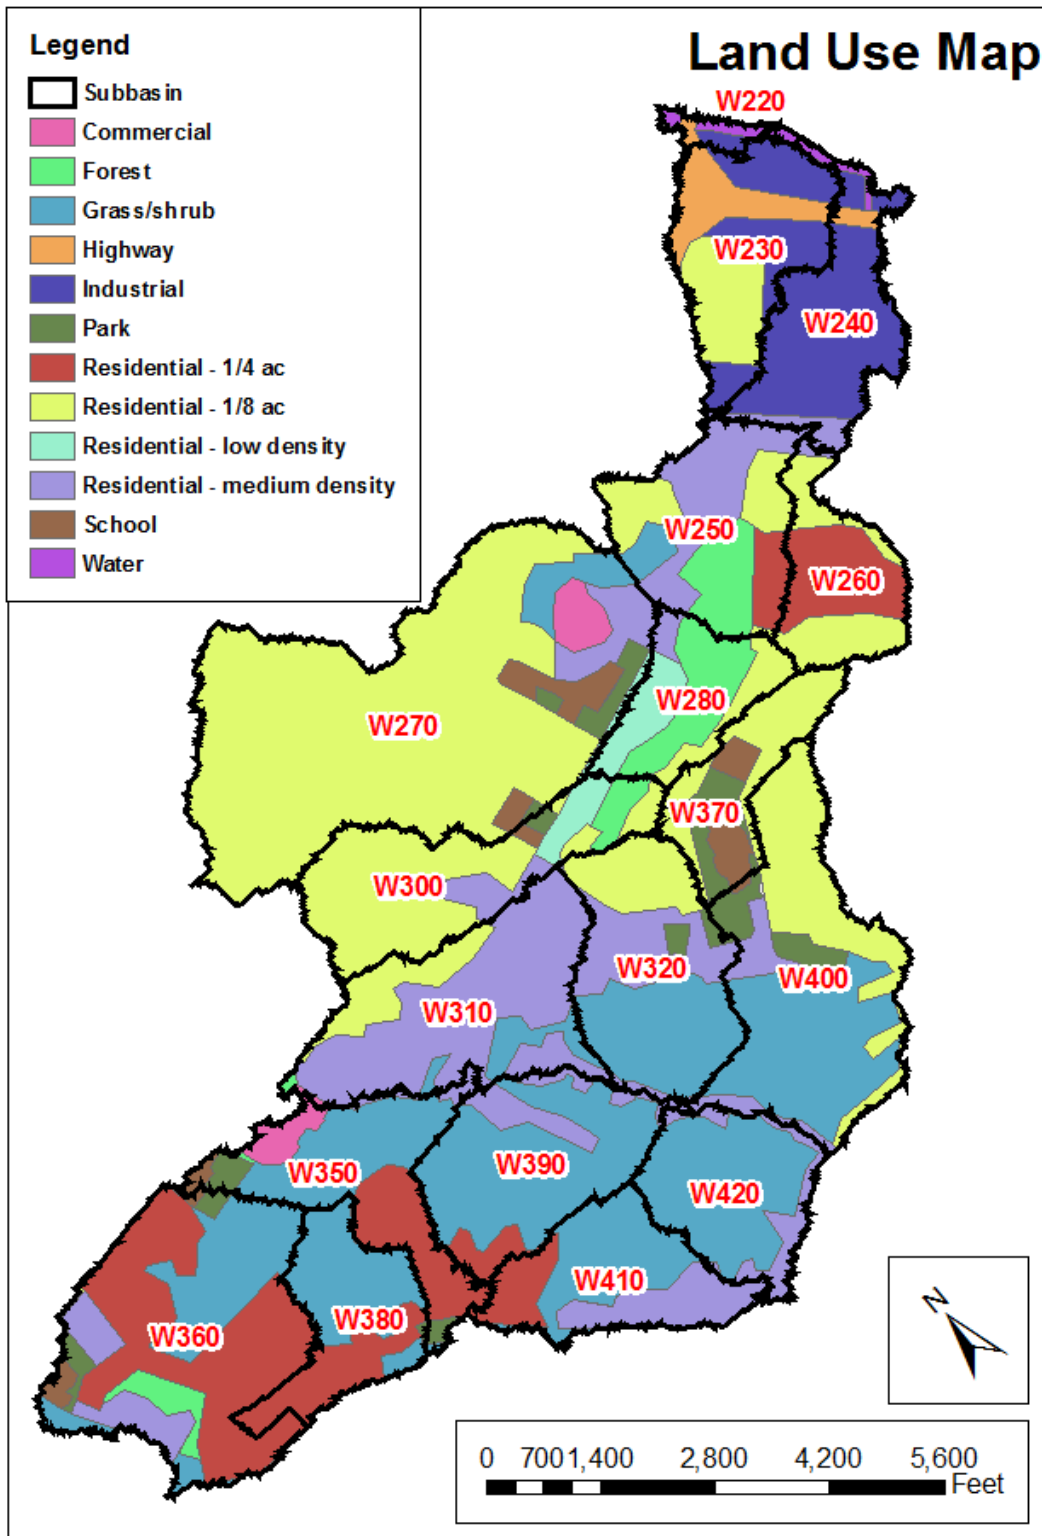 Legend
Subbasin
Commercial
Forest
Grass/shrub
Highway
Industrial
Park
Residential - 1/4 ac
Residential - 1/8 ac
Residential - low density
Residential - medium density
School
Water
Land Use Map
W220
W230
W240
W250
W260
W270
W280
W370
W300
W320
W400
W310
W350
W390
W420
W410
W380
W360
N
0 700 1,400 2,800 4,200 5,600
Feet